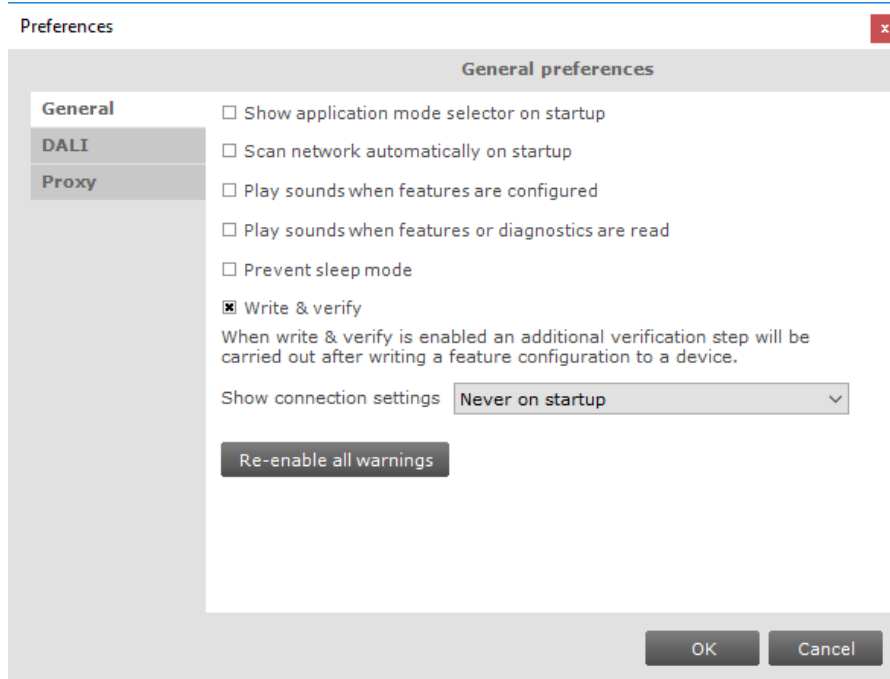 Preferences
x
General preferences
General
DALI
Proxy
Show application mode selector on startup
Scan network automatically on startup
Play sounds when features are configured
Play sounds when features or diagnostics are read
Prevent sleep mode
Write & verify
When write & verify is enabled an additional verification step will be
carried out after writing a feature configuration to a device.
Show connection settings Never on startup
Re-enable all warnings
OK Cancel